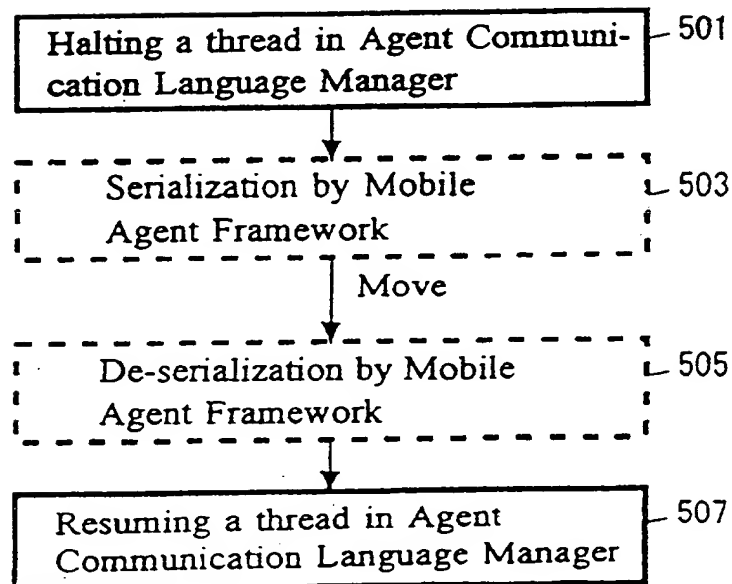 Halting a thread in Agent Communi-
cation Language Manager
501
Serialization by Mobile
Agent Framework
503
Move
De-serialization by Mobile
Agent Framework
505
Resuming a thread in Agent
Communication Language Manager
507